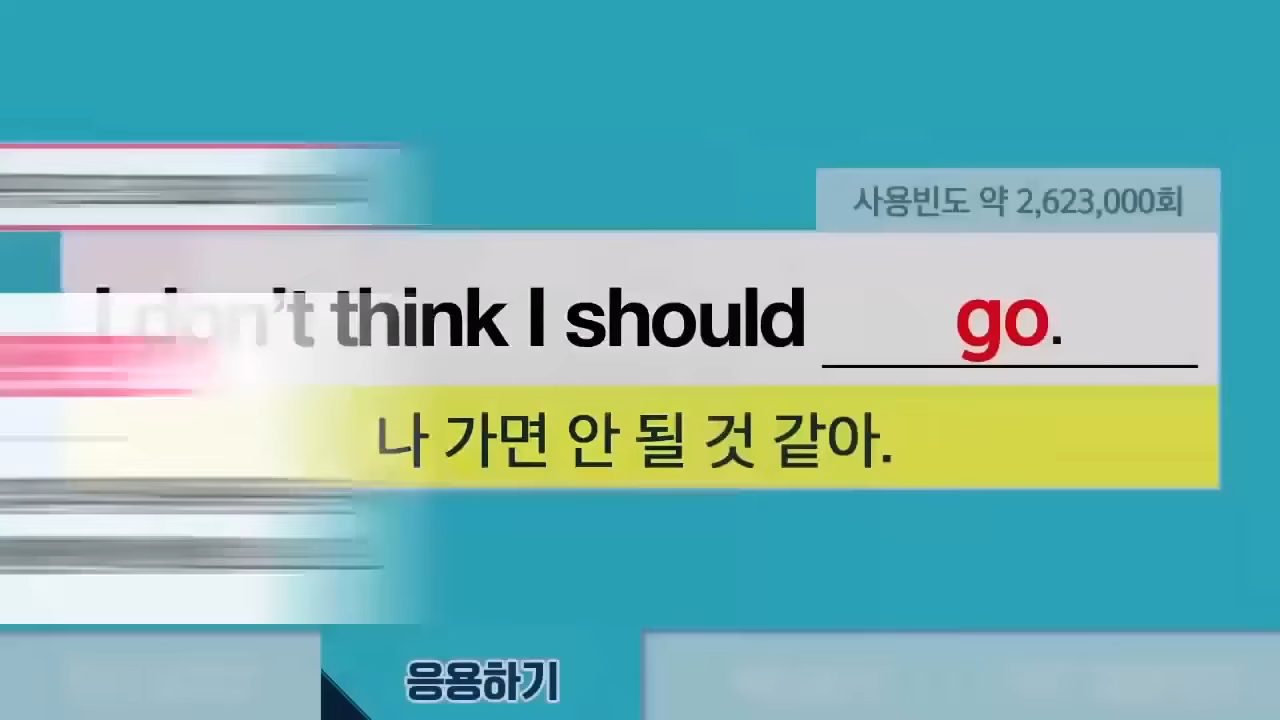 사용빈도 약 2,623,000회
I don't think I should go.
나 가면 안 될 것 같아.
응용하기